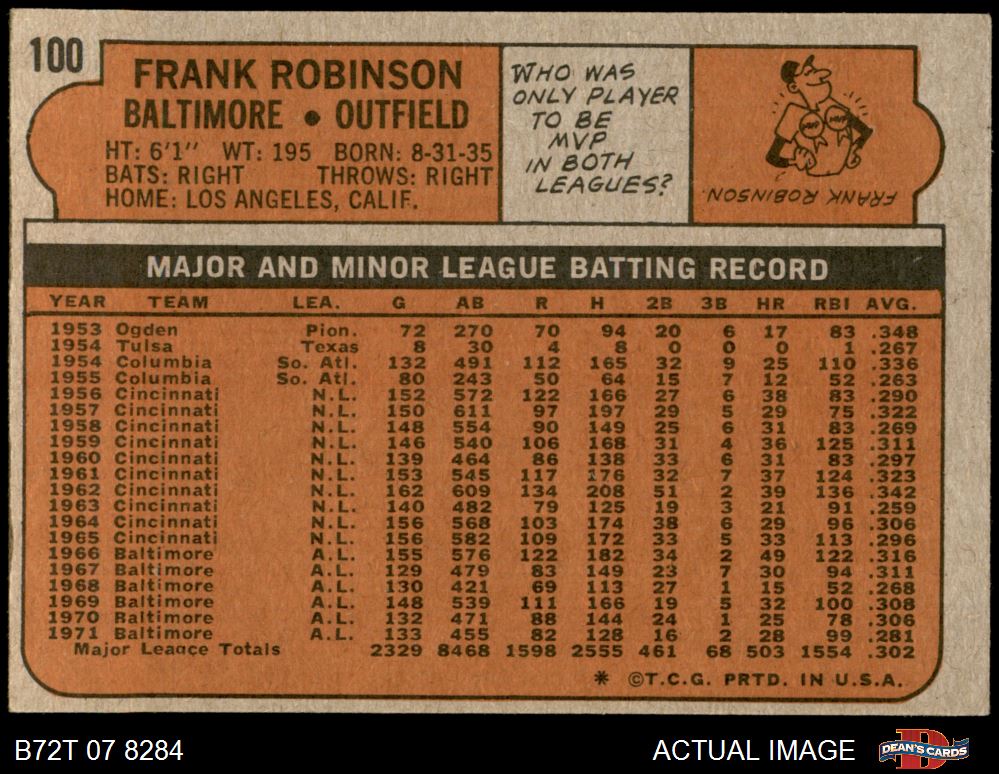 100
FRANK ROBINSON
BALTIMORE • OUTFIELD
HT: 6'1" WT: 195 BORN: 8-31-35
BATS: RIGHT THROWS: RIGHT
HOME: LOS ANGELES, CALIF.
WHO WAS
ONLY PLAYER
TO BE
MVP
IN BOTH
LEAGUES?
MVP MVP
FRANK ROBINSON.
MAJOR AND MINOR LEAGUE BATTING RECORD
YEAR TEAM LEA. G AB R H 2B 3B HR RBI AVG.
1953 Ogden Pion. 72 270 70 94 20 6 17 83 .348
1954 Tulsa Texas 8 30 4 8 0 0 0 1 .267
1954 Columbia So. Atl. 132 491 112 165 32 9 25 110 .336
1955 Columbia So. Atl. 80 243 50 64 15 7 12 52 .263
1956 Cincinnati N.L. 152 572 122 166 27 6 38 83 .290
1957 Cincinnati N.L. 150 611 97 197 29 5 29 75 .322
1958 Cincinnati N.L. 148 554 90 149 25 6 31 83 .269
1959 Cincinnati N.L. 146 540 106 168 31 4 36 125 .311
1960 Cincinnati N.L. 139 464 86 138 33 6 31 83 .297
1961 Cincinnati N.L. 153 545 117 176 32 7 37 124 .323
1962 Cincinnati N.L. 162 609 134 208 51 2 39 136 .342
1963 Cincinnati N.L. 140 482 79 125 19 3 21 91 .259
1964 Cincinnati N.L. 156 568 103 174 38 6 29 96 .306
1965 Cincinnati N.L. 156 582 109 172 33 5 33 113 .296
1966 Baltimore A.L. 155 576 122 182 34 2 49 122 .316
1967 Baltimore A.L. 129 479 83 149 23 7 30 94 .311
1968 Baltimore A.L. 130 421 69 113 27 1 15 52 .268
1969 Baltimore A.L. 148 539 111 166 19 5 32 100 .308
1970 Baltimore A.L. 132 471 88 144 24 1 25 78 .306
1971 Baltimore A.L. 133 455 82 128 16 2 28 99 .281
Major League Totals 2329 8468 1598 2555 461 68 503 1554 .302
* ©T.C.G. PRTD. IN U.S.A.
B72T 07 8284
ACTUAL IMAGE
DEAN'S CARDS